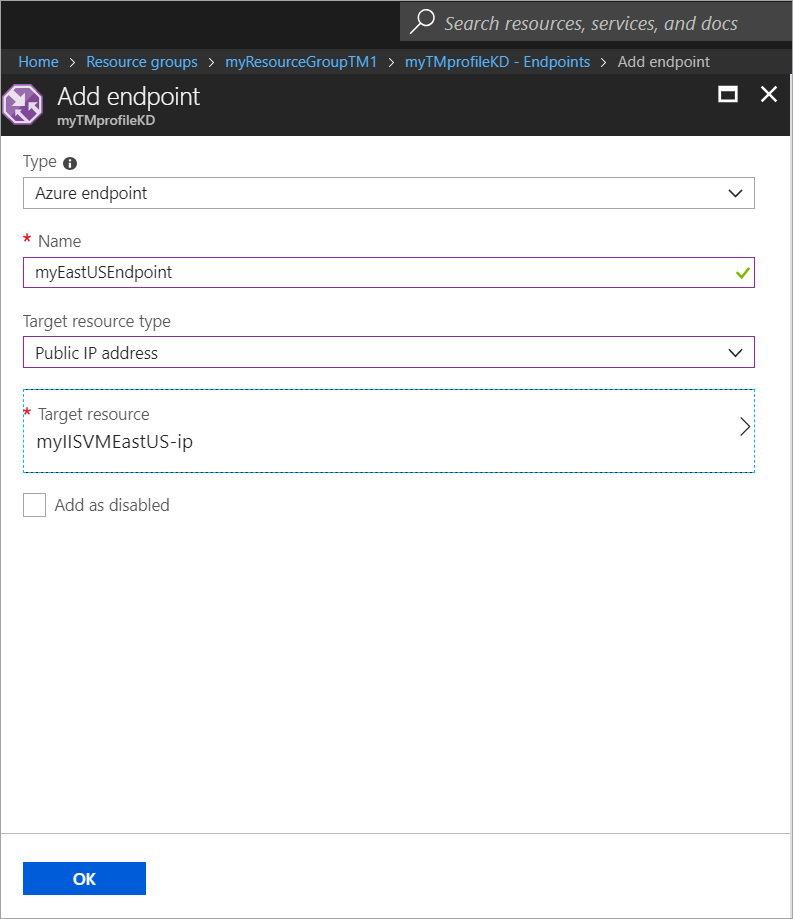 Search resources, services, and docs
Home > Resource groups > myResourceGroupTM1 > myTMprofileKD - Endpoints > Add endpoint
Add endpoint
myTMprofileKD
Type
Azure endpoint
* Name
myEastUSEndpoint
Target resource type
Public IP address
* Target resource
myIISVMEastUS-ip
Add as disabled
OK